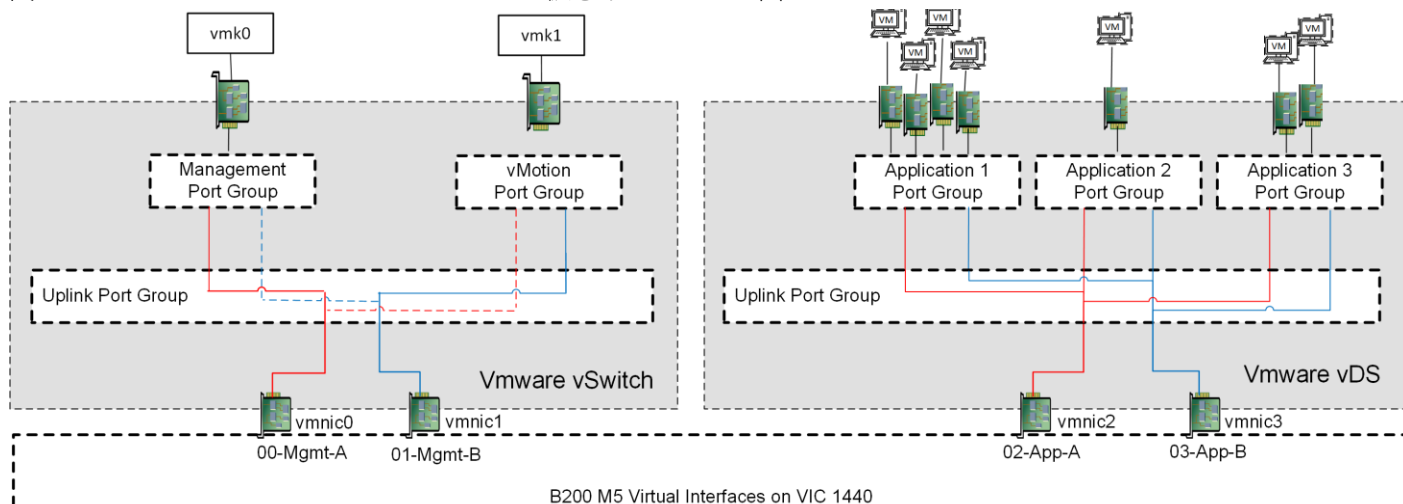 vmk0
vmk1
VM
VM
VM
VM
VM
VM
VM
Management
Port Group
vMotion
Port Group
Application 1
Port Group
Application 2
Port Group
Application 3
Port Group
Uplink Port Group
Uplink Port Group
Vmware vSwitch
Vmware vDS
vmnic0
vmnic1
vmnic2
vmnic3
00-Mgmt-A
01-Mgmt-B
02-App-A
03-App-B
B200 M5 Virtual Interfaces on VIC 1440